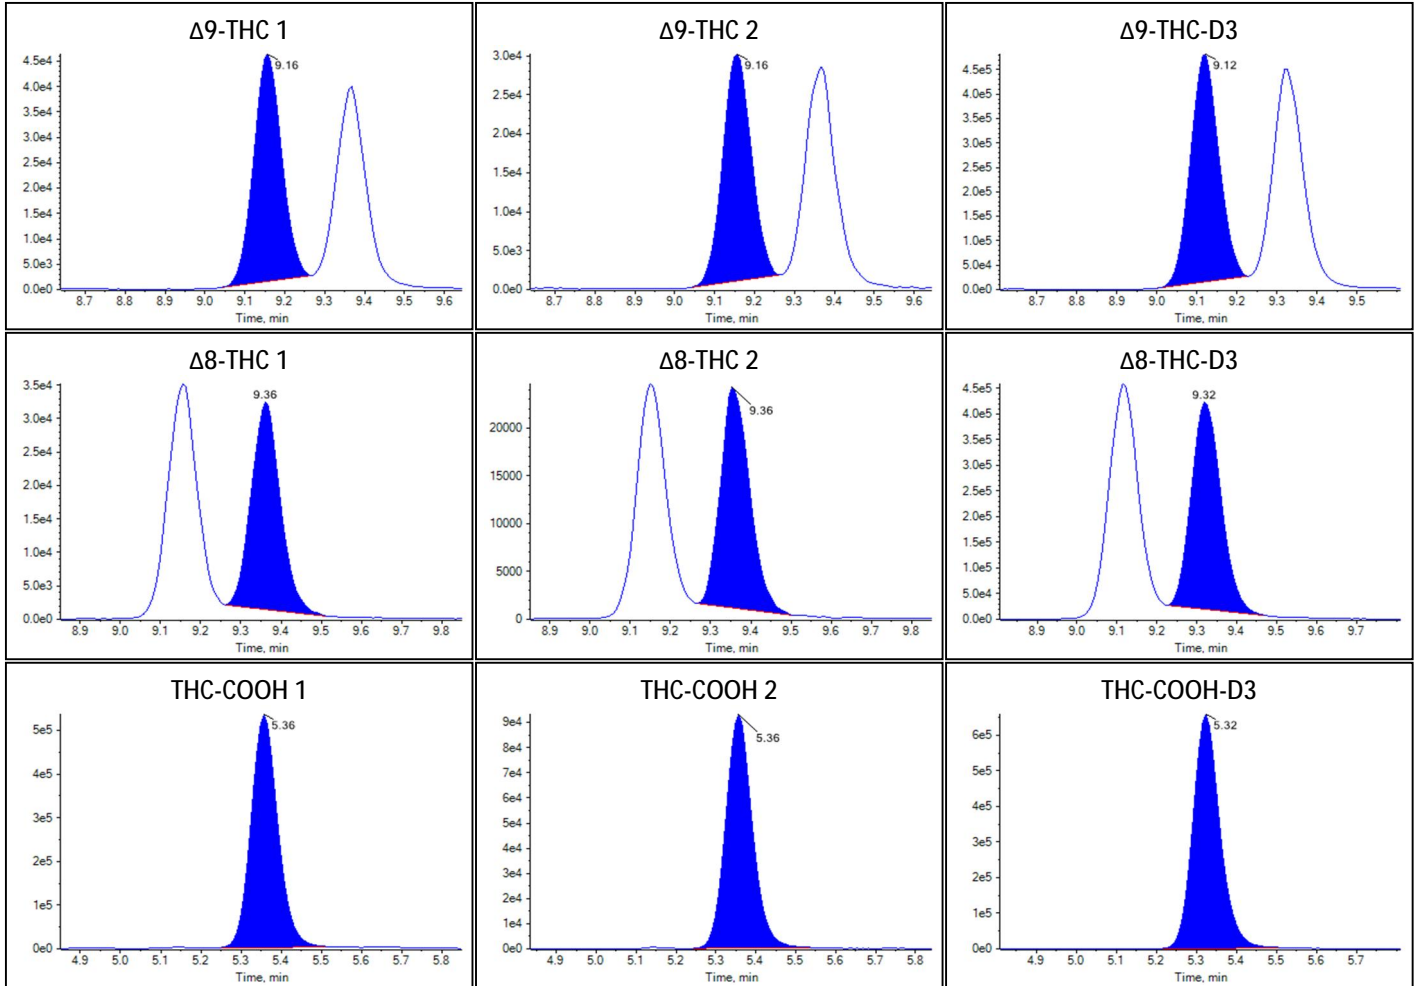 Δ9-THC 1
4.5e4
4.0e4
3.5e4
3.0e4
2.5e4
2.0e4
1.5e4
1.0e4
5.0e3
0.0e0
9.16
8.7 8.8 8.9 9.0 9.1 9.2 9.3 9.4 9.5 9.6
Time, min
Δ9-THC 2
3.0e4
2.5e4
2.0e4
1.5e4
1.0e4
5.0e3
0.0e0
9.16
8.7 8.8 8.9 9.0 9.1 9.2 9.3 9.4 9.5 9.6
Time, min
Δ9-THC-D3
4.5e5
4.0e5
3.5e5
3.0e5
2.5e5
2.0e5
1.5e5
1.0e5
5.0e4
0.0e0
9.12
8.7 8.8 8.9 9.0 9.1 9.2 9.3 9.4 9.5
Time, min
Δ8-THC 1
3.5e4
3.0e4
2.5e4
2.0e4
1.5e4
1.0e4
5.0e3
0.0e0
9.36
8.9 9.0 9.1 9.2 9.3 9.4 9.5 9.6 9.7 9.8
Time, min
Δ8-THC 2
20000
15000
10000
5000
0
9.36
8.9 9.0 9.1 9.2 9.3 9.4 9.5 9.6 9.7 9.8
Time, min
Δ8-THC-D3
4.5e5
4.0e5
3.5e5
3.0e5
2.5e5
2.0e5
1.5e5
1.0e5
5.0e4
0.0e0
9.32
8.9 9.0 9.1 9.2 9.3 9.4 9.5 9.6 9.7
Time, min
THC-COOH 1
5e5
4e5
3e5
2e5
1e5
0e0
5.36
4.9 5.0 5.1 5.2 5.3 5.4 5.5 5.6 5.7 5.8
Time, min
THC-COOH 2
9e4
8e4
7e4
6e4
5e4
4e4
3e4
2e4
1e4
0e0
5.36
4.9 5.0 5.1 5.2 5.3 5.4 5.5 5.6 5.7 5.8
Time, min
THC-COOH-D3
6e5
5e5
4e5
3e5
2e5
1e5
0e0
5.32
4.9 5.0 5.1 5.2 5.3 5.4 5.5 5.6 5.7
Time, min